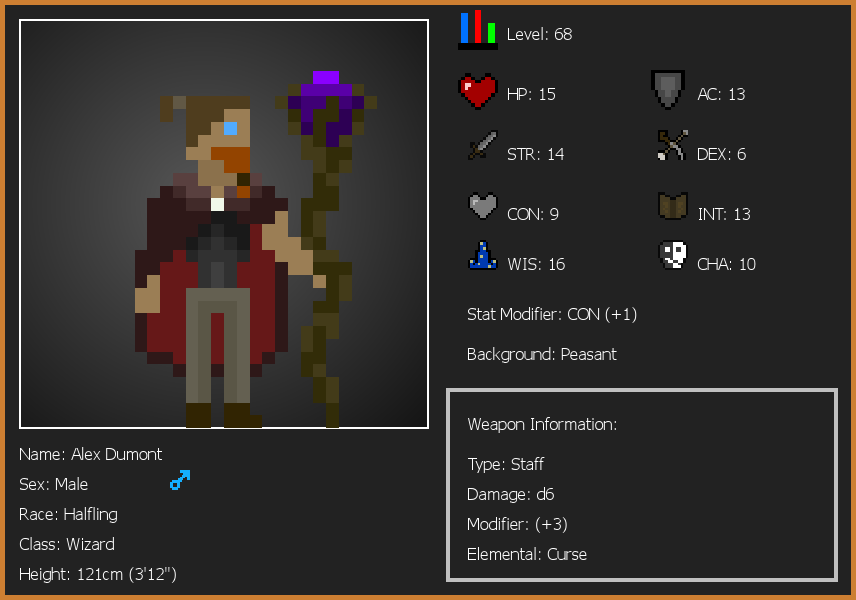 Level: 68
HP: 15
AC: 13
STR: 14
DEX: 6
CON: 9
INT: 13
WIS: 16
CHA: 10
Stat Modifier: CON (+1)
Background: Peasant
Weapon Information:
Type: Staff
Damage: d6
Modifier: (+3)
Elemental: Curse
Name: Alex Dumont
Sex: Male
Race: Halfling
Class: Wizard
Height: 121cm (3'12")